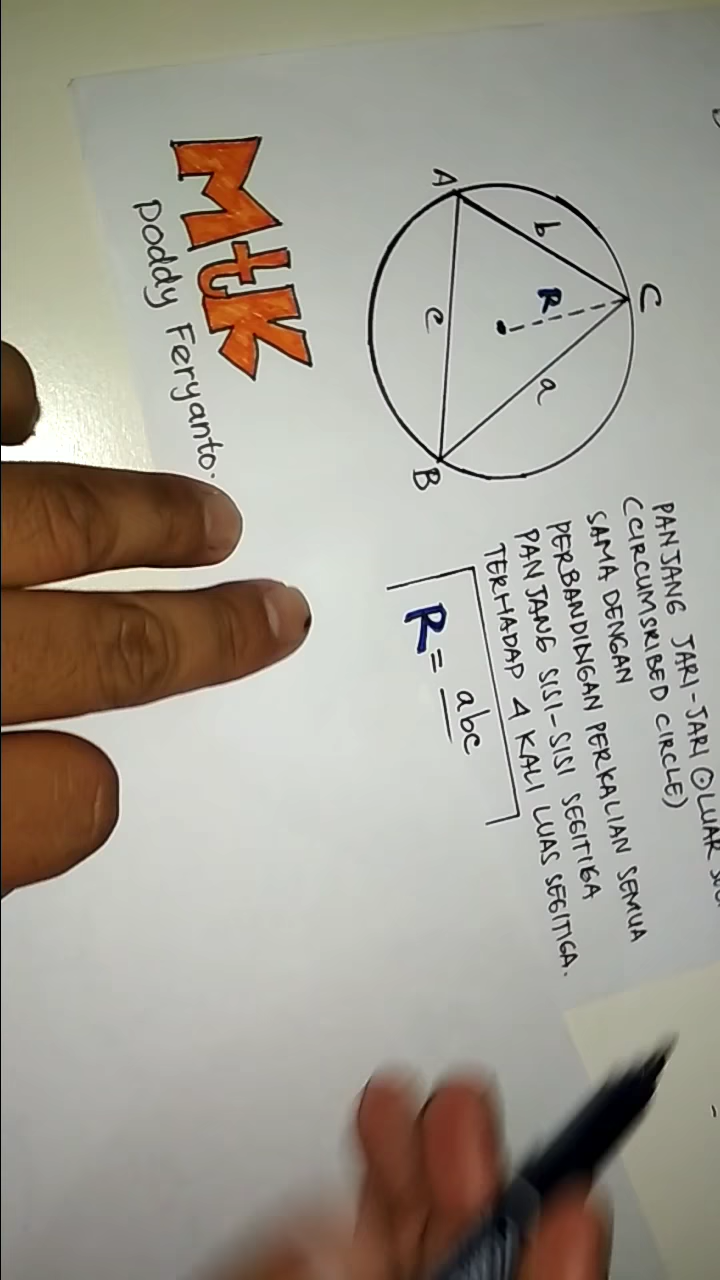 PANJANG JARI-JARI ⊙ LUAR
(CIRCUMSRIBED CIRCLE)
SAMA DENGAN
PERBANDINGAN PERKALIAN SEMUA
PANJANG SISI-SISI SEGITIGA
TERHADAP 4 KALI LUAS SEGITIGA.
C
b
R
a
A
c
B
R = abc
Mtk
Doddy Feryanto.